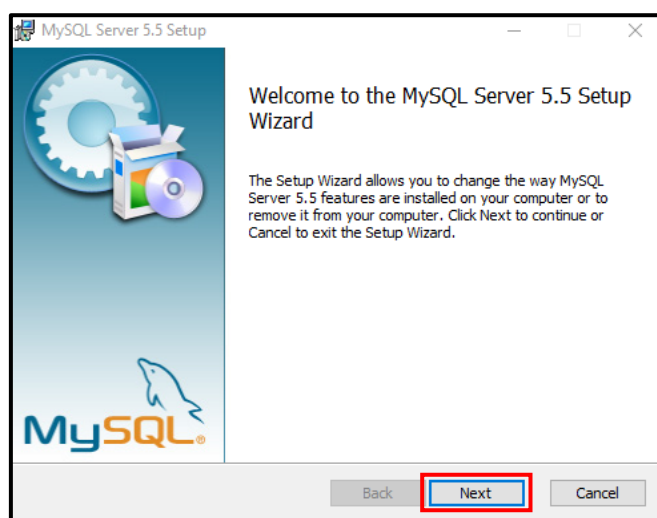 MySQL Server 5.5 Setup
Welcome to the MySQL Server 5.5 Setup
Wizard
The Setup Wizard allows you to change the way MySQL
Server 5.5 features are installed on your computer or to
remove it from your computer. Click Next to continue or
Cancel to exit the Setup Wizard.
MySQL®
Back Next Cancel